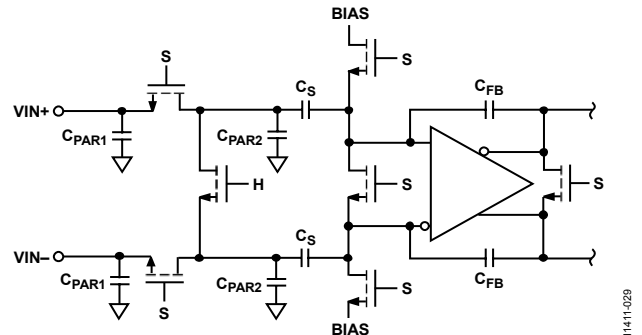 BIAS
S
S
CS
CFB
VIN+
CPAR1
CPAR2
H
S
S
VIN–
CS
CPAR1
CPAR2
S
CFB
S
BIAS
11411-029